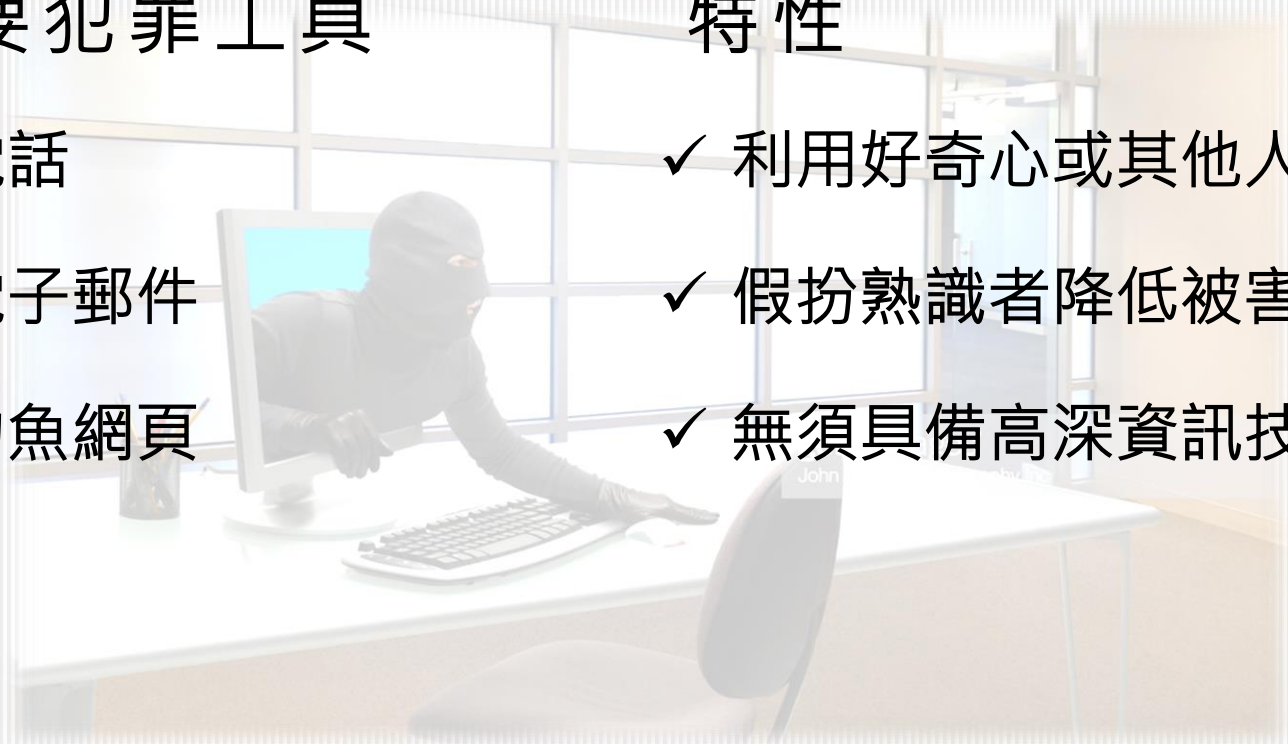 要犯罪工具
話
子郵件
魚網頁
特性
✓ 利用好奇心或其他人
✓ 假扮熟識者降低被害
✓ 無須具備高深資訊技
John